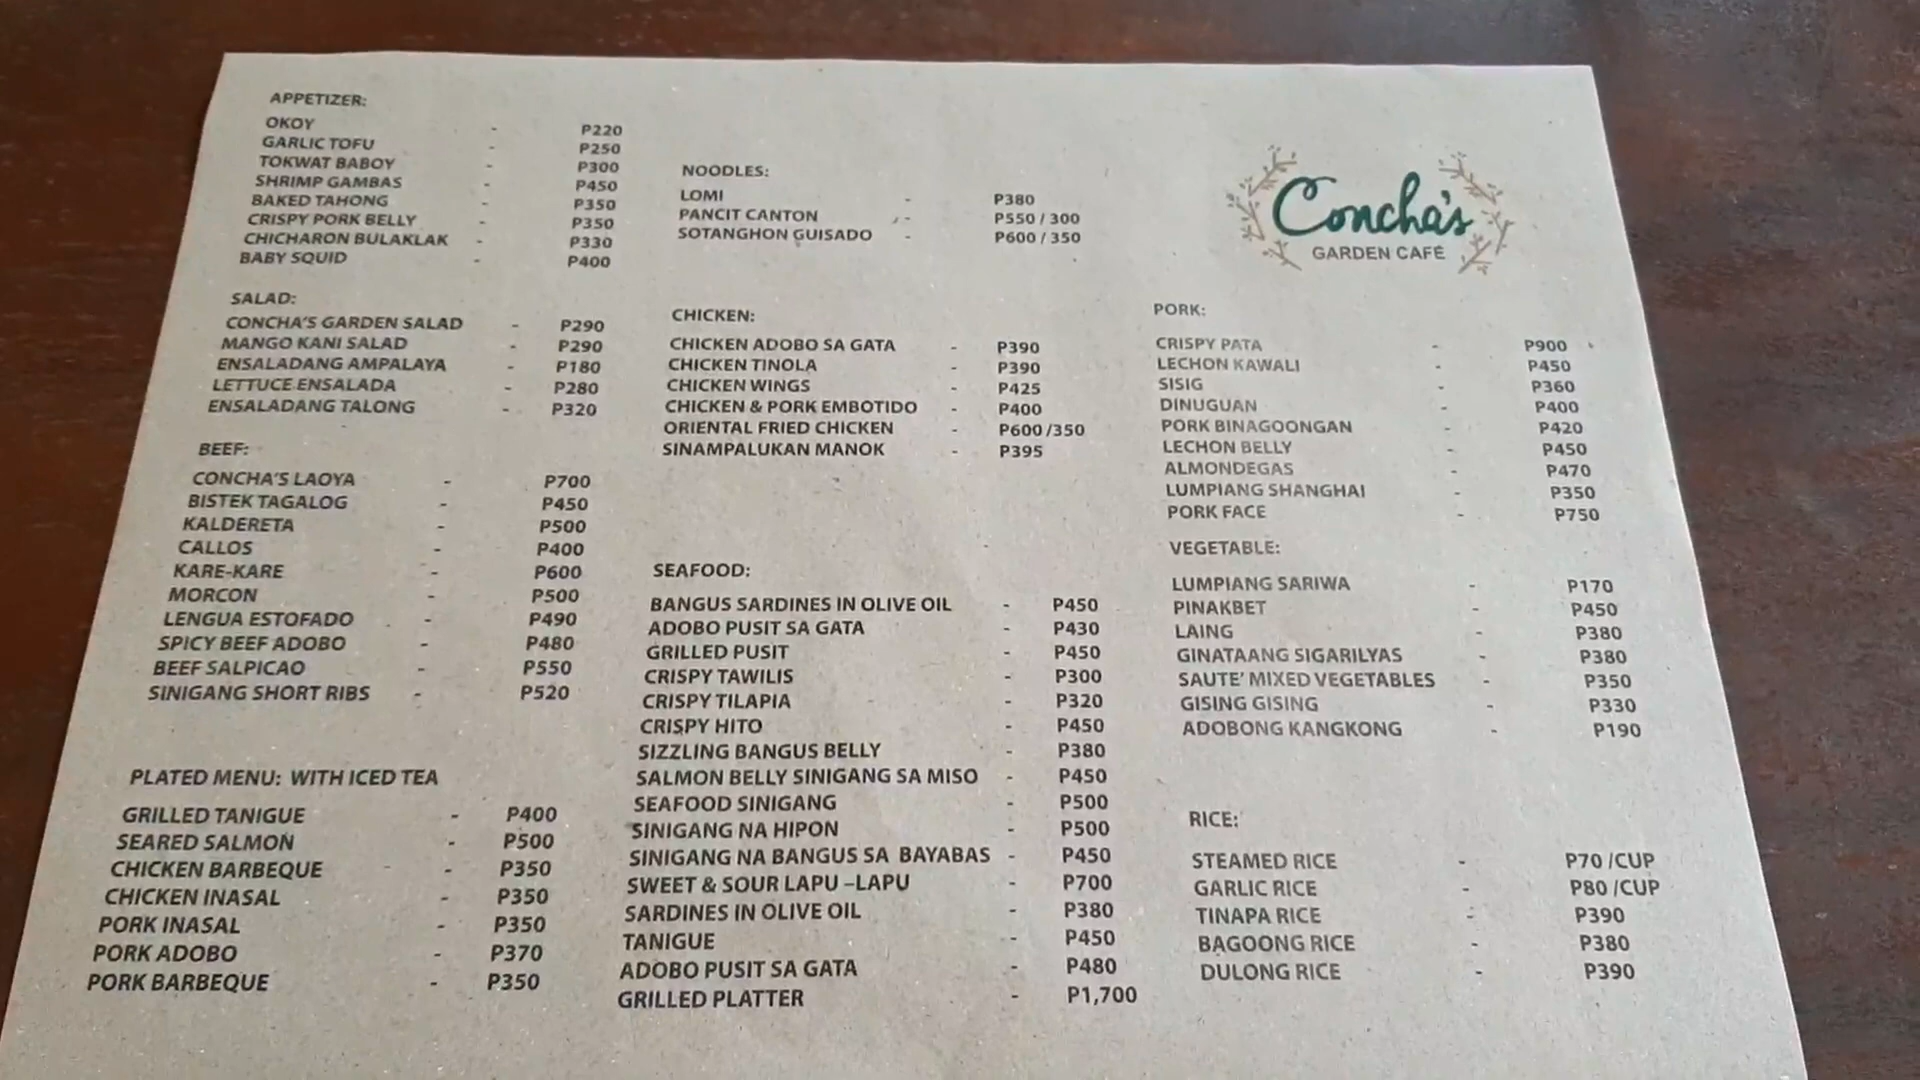 APPETIZER:
OKOY - P220
GARLIC TOFU - P250
TOKWAT BABOY - P300
SHRIMP GAMBAS - P450
BAKED TAHONG - P350
CRISPY PORK BELLY - P350
CHICHARON BULAKLAK - P330
BABY SQUID - P400
SALAD:
CONCHA'S GARDEN SALAD - P290
MANGO KANI SALAD - P290
ENSALADANG AMPALAYA - P180
LETTUCE ENSALADA - P280
ENSALADANG TALONG - P320
BEEF:
CONCHA'S LAOYA - P700
BISTEK TAGALOG - P450
KALDERETA - P500
CALLOS - P400
KARE-KARE - P600
MORCON - P500
LENGUA ESTOFADO - P490
SPICY BEEF ADOBO - P480
BEEF SALPICAO - P550
SINIGANG SHORT RIBS - P520
PLATED MENU: WITH ICED TEA
GRILLED TANIGUE - P400
SEARED SALMON - P500
CHICKEN BARBEQUE - P350
CHICKEN INASAL - P350
PORK INASAL - P350
PORK ADOBO - P370
PORK BARBEQUE - P350
NOODLES:
LOMI - P380
PANCIT CANTON - P550 / 300
SOTANGHON GUISADO - P600 / 350
CHICKEN:
CHICKEN ADOBO SA GATA - P390
CHICKEN TINOLA - P390
CHICKEN WINGS - P425
CHICKEN & PORK EMBOTIDO - P400
ORIENTAL FRIED CHICKEN - P600 /350
SINAMPALUKAN MANOK - P395
SEAFOOD:
BANGUS SARDINES IN OLIVE OIL - P450
ADOBO PUSIT SA GATA - P430
GRILLED PUSIT - P450
CRISPY TAWILIS - P300
CRISPY TILAPIA - P320
CRISPY HITO - P450
SIZZLING BANGUS BELLY - P380
SALMON BELLY SINIGANG SA MISO - P450
SEAFOOD SINIGANG - P500
SINIGANG NA HIPON - P500
SINIGANG NA BANGUS SA BAYABAS - P450
SWEET & SOUR LAPU –LAPU - P700
SARDINES IN OLIVE OIL - P380
TANIGUE - P450
ADOBO PUSIT SA GATA - P480
GRILLED PLATTER - P1,700
Concha's
GARDEN CAFÉ
PORK:
CRISPY PATA - P900
LECHON KAWALI - P450
SISIG - P360
DINUGUAN - P400
PORK BINAGOONGAN - P420
LECHON BELLY - P450
ALMONDEGAS - P470
LUMPIANG SHANGHAI - P350
PORK FACE - P750
VEGETABLE:
LUMPIANG SARIWA - P170
PINAKBET - P450
LAING - P380
GINATAANG SIGARILYAS - P380
SAUTE' MIXED VEGETABLES - P350
GISING GISING - P330
ADOBONG KANGKONG - P190
RICE:
STEAMED RICE - P70 /CUP
GARLIC RICE - P80 /CUP
TINAPA RICE - P390
BAGOONG RICE - P380
DULONG RICE - P390